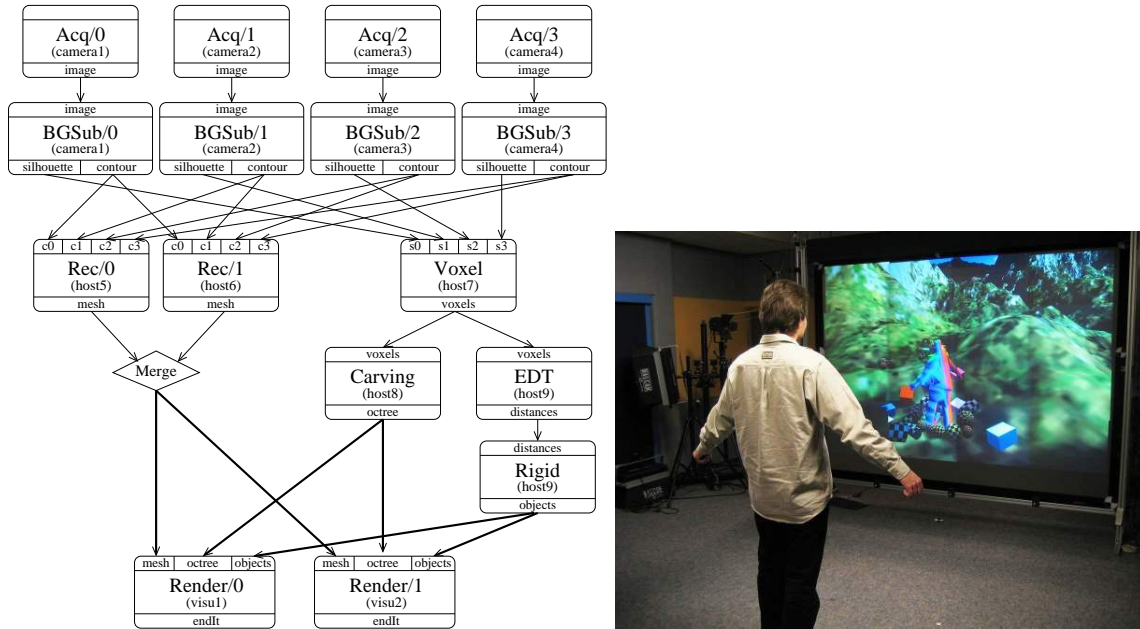 Acq/0
(camera1)
image
Acq/1
(camera2)
image
Acq/2
(camera3)
image
Acq/3
(camera4)
image
image
BGSub/0
(camera1)
silhouette contour
image
BGSub/1
(camera2)
silhouette contour
image
BGSub/2
(camera3)
silhouette contour
image
BGSub/3
(camera4)
silhouette contour
c0 c1 c2 c3
Rec/0
(host5)
mesh
c0 c1 c2 c3
Rec/1
(host6)
mesh
s0 s1 s2 s3
Voxel
(host7)
voxels
Merge
voxels
Carving
(host8)
octree
voxels
EDT
(host9)
distances
distances
Rigid
(host9)
objects
mesh octree objects
Render/0
(visu1)
endIt
mesh octree objects
Render/1
(visu2)
endIt